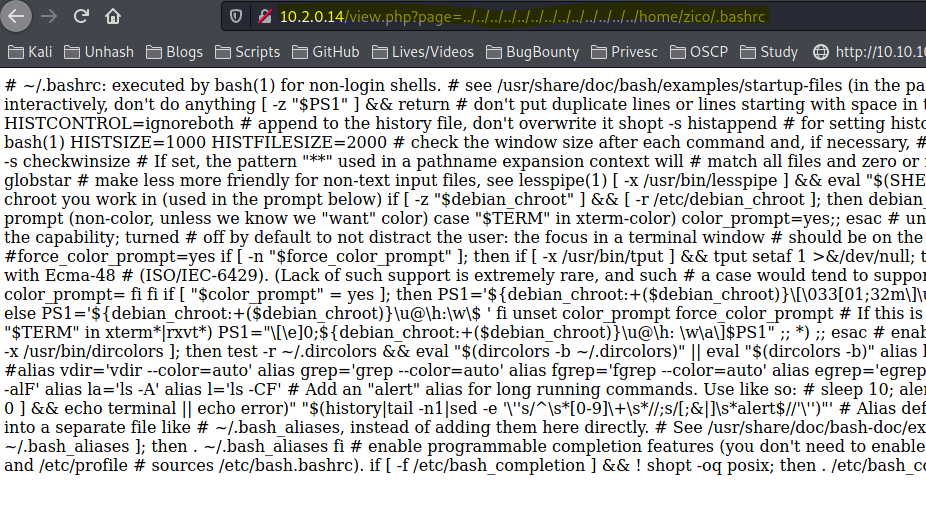 10.2.0.14/view.php?page=../../../../../../../../../../../../../home/zico/.bashrc
Kali Unhash Blogs Scripts GitHub Lives/Videos BugBounty Privesc OSCP Study http://10.10.10
# ~/.bashrc: executed by bash(1) for non-login shells. # see /usr/share/doc/bash/examples/startup-files (in the pa
interactively, don't do anything [ -z "$PS1" ] && return # don't put duplicate lines or lines starting with space in t
HISTCONTROL=ignoreboth # append to the history file, don't overwrite it shopt -s histappend # for setting histo
bash(1) HISTSIZE=1000 HISTFILESIZE=2000 # check the window size after each command and, if necessary, #
-s checkwinsize # If set, the pattern "**" used in a pathname expansion context will # match all files and zero or
globstar # make less more friendly for non-text input files, see lesspipe(1) [ -x /usr/bin/lesspipe ] && eval "$(SHE
chroot you work in (used in the prompt below) if [ -z "$debian_chroot" ] && [ -r /etc/debian_chroot ]; then debian
prompt (non-color, unless we know we "want" color) case "$TERM" in xterm-color) color_prompt=yes;; esac # un
the capability; turned # off by default to not distract the user: the focus in a terminal window # should be on the
#force_color_prompt=yes if [ -n "$force_color_prompt" ]; then if [ -x /usr/bin/tput ] && tput setaf 1 >&/dev/null; t
with Ecma-48 # (ISO/IEC-6429). (Lack of such support is extremely rare, and such # a case would tend to suppor
color_prompt= fi fi if [ "$color_prompt" = yes ]; then PS1='${debian_chroot:+($debian_chroot)}\[\033[01;32m\]\u
else PS1='${debian_chroot:+($debian_chroot)}\u@\h:\w\$ ' fi unset color_prompt force_color_prompt # If this is
"$TERM" in xterm*|rxvt*) PS1="\[\e]0;${debian_chroot:+($debian_chroot)}\u@\h: \w\a\]$PS1" ;; *) ;; esac # enab
-x /usr/bin/dircolors ]; then test -r ~/.dircolors && eval "$(dircolors -b ~/.dircolors)" || eval "$(dircolors -b)" alias l
#alias vdir='vdir --color=auto' alias grep='grep --color=auto' alias fgrep='fgrep --color=auto' alias egrep='egrep
-alF' alias la='ls -A' alias l='ls -CF' # Add an "alert" alias for long running commands. Use like so: # sleep 10; aler
0 ] && echo terminal || echo error)" "$(history|tail -n1|sed -e '\''s/^\s*[0-9]\+\s*//;s/[;&|]\s*alert$//'\'')"' # Alias def
into a separate file like # ~/.bash_aliases, instead of adding them here directly. # See /usr/share/doc/bash-doc/ex
~/.bash_aliases ]; then . ~/.bash_aliases fi # enable programmable completion features (you don't need to enable
and /etc/profile # sources /etc/bash.bashrc). if [ -f /etc/bash_completion ] && ! shopt -oq posix; then . /etc/bash_co